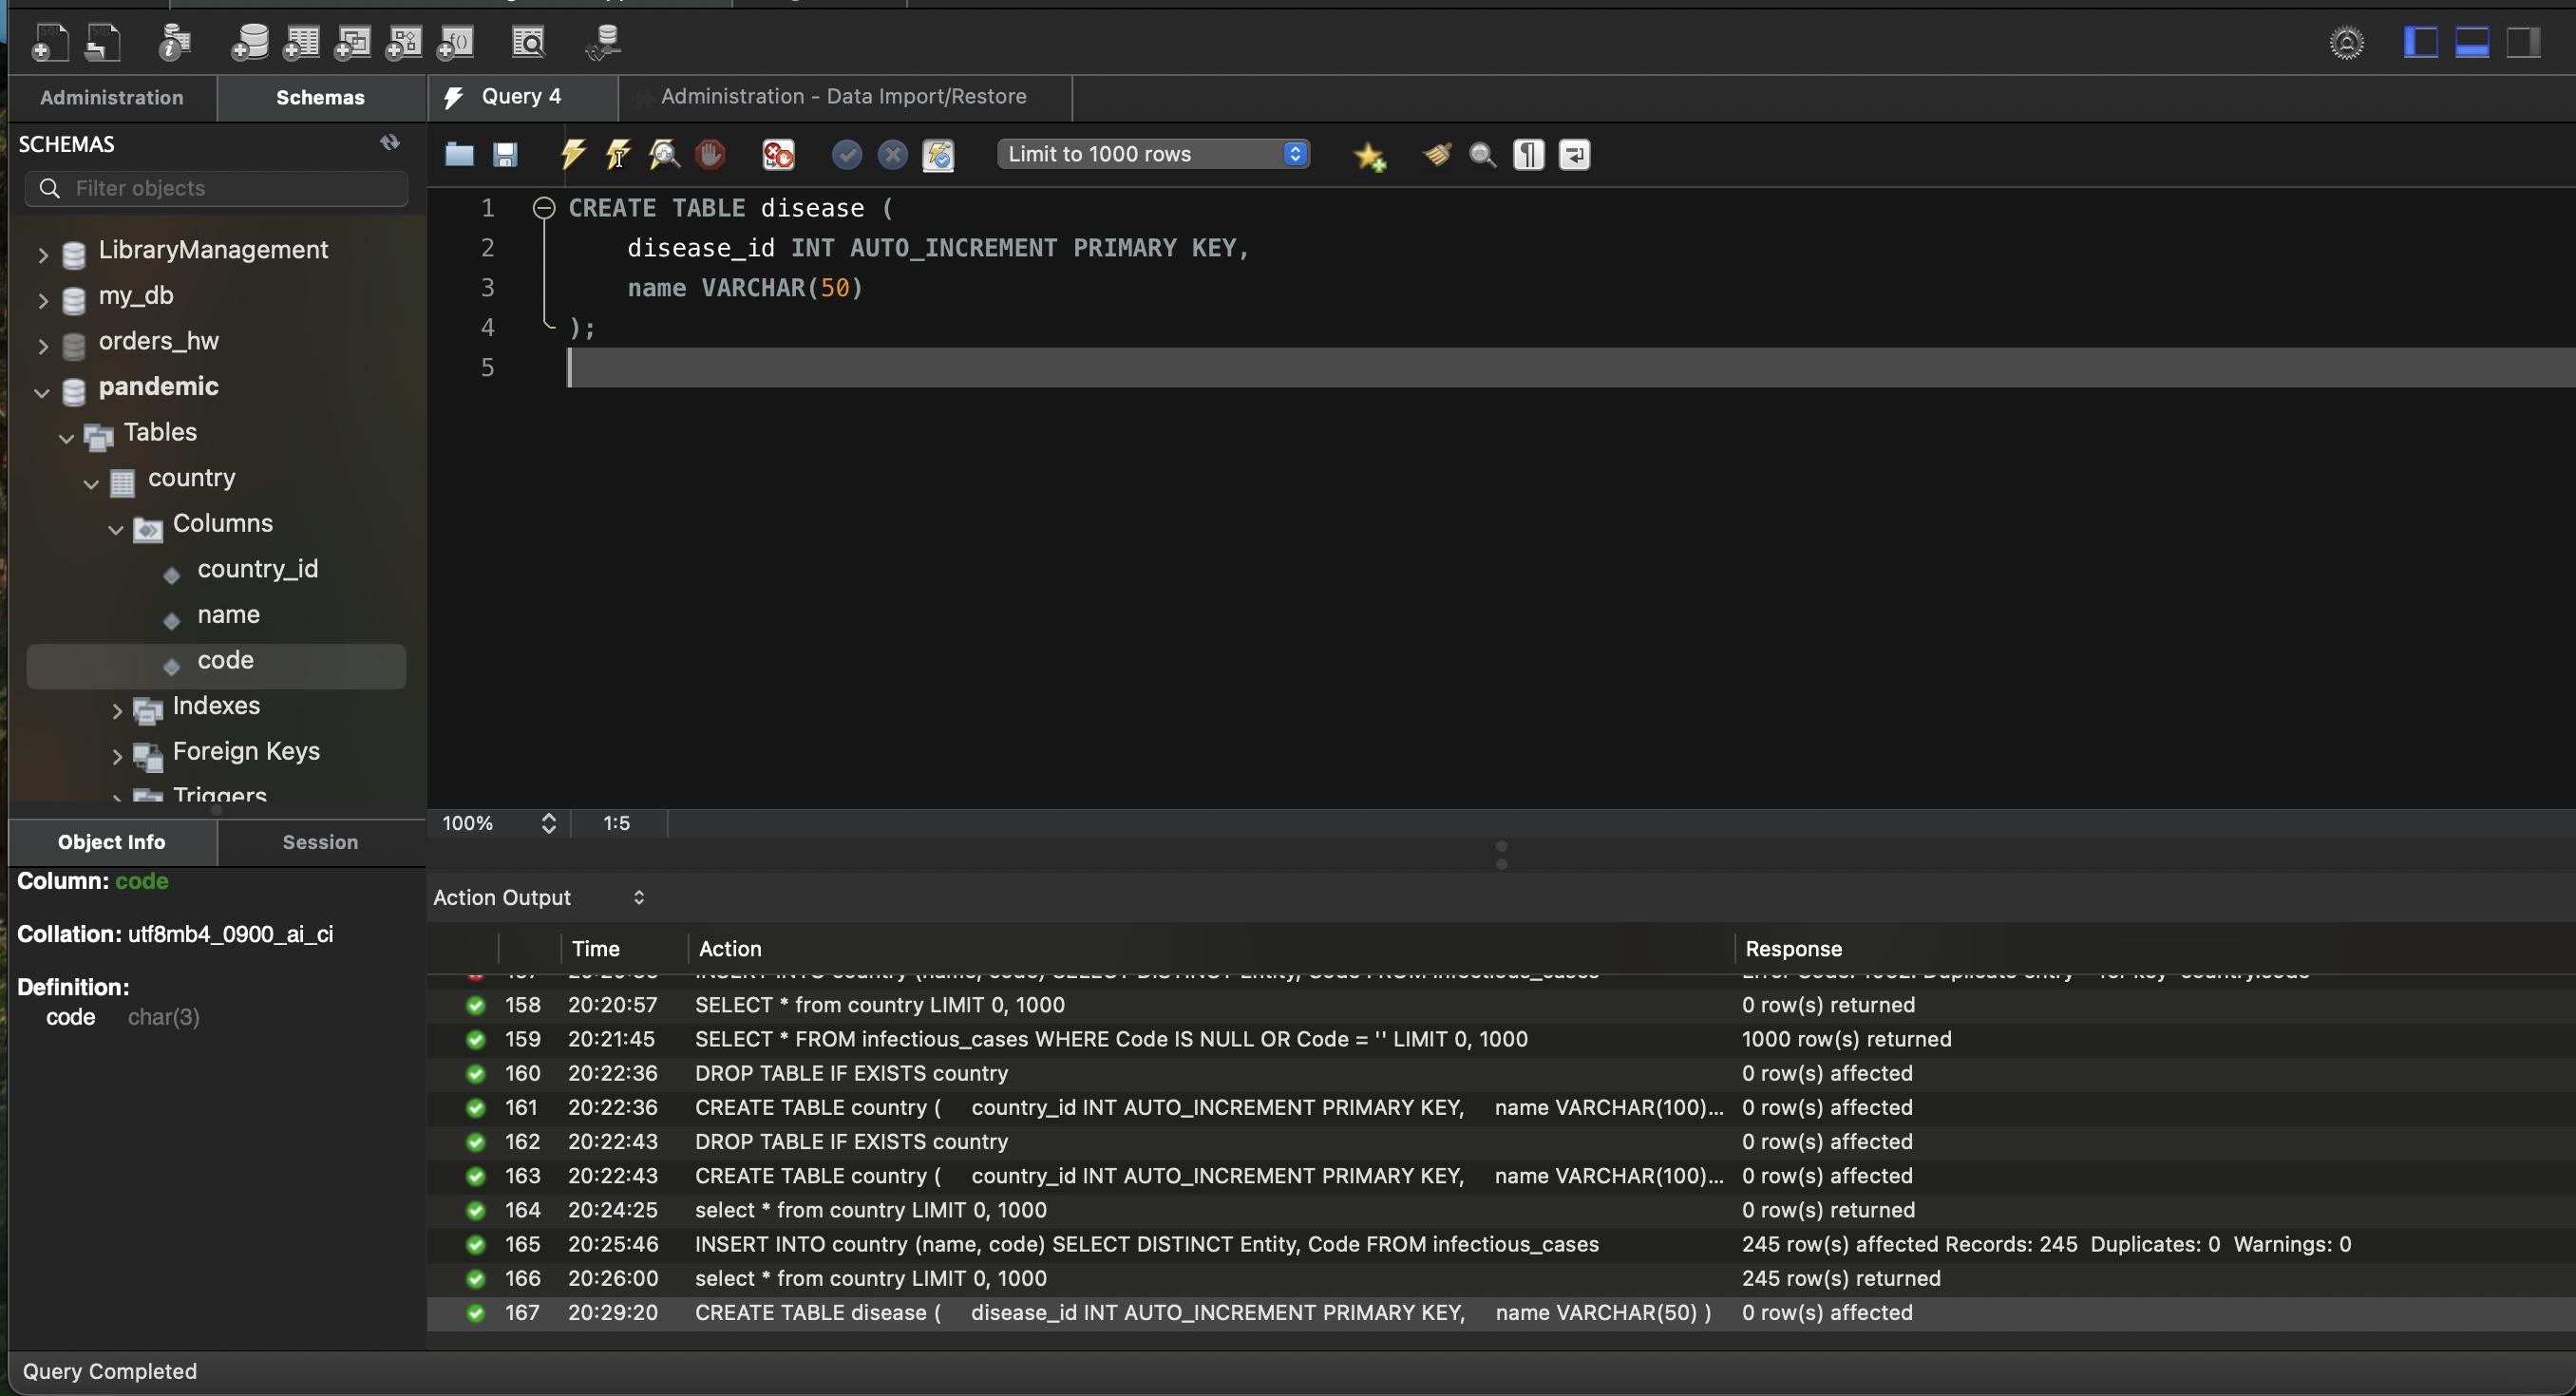 Administration
Schemas
Query 4
Administration - Data Import/Restore
SCHEMAS
Filter objects
Limit to 1000 rows
LibraryManagement
my_db
orders_hw
pandemic
Tables
country
Columns
country_id
name
code
Indexes
Foreign Keys
Triggers
1 CREATE TABLE disease (
2 disease_id INT AUTO_INCREMENT PRIMARY KEY,
3 name VARCHAR(50)
4 );
5
100% 1:5
Object Info
Session
Column: code
Collation: utf8mb4_0900_ai_ci
Definition:
code char(3)
Action Output
Time Action Response
158 20:20:57 SELECT * from country LIMIT 0, 1000 0 row(s) returned
159 20:21:45 SELECT * FROM infectious_cases WHERE Code IS NULL OR Code = '' LIMIT 0, 1000 1000 row(s) returned
160 20:22:36 DROP TABLE IF EXISTS country 0 row(s) affected
161 20:22:36 CREATE TABLE country ( country_id INT AUTO_INCREMENT PRIMARY KEY, name VARCHAR(100)... 0 row(s) affected
162 20:22:43 DROP TABLE IF EXISTS country 0 row(s) affected
163 20:22:43 CREATE TABLE country ( country_id INT AUTO_INCREMENT PRIMARY KEY, name VARCHAR(100)... 0 row(s) affected
164 20:24:25 select * from country LIMIT 0, 1000 0 row(s) returned
165 20:25:46 INSERT INTO country (name, code) SELECT DISTINCT Entity, Code FROM infectious_cases 245 row(s) affected Records: 245 Duplicates: 0 Warnings: 0
166 20:26:00 select * from country LIMIT 0, 1000 245 row(s) returned
167 20:29:20 CREATE TABLE disease ( disease_id INT AUTO_INCREMENT PRIMARY KEY, name VARCHAR(50) ) 0 row(s) affected
Query Completed